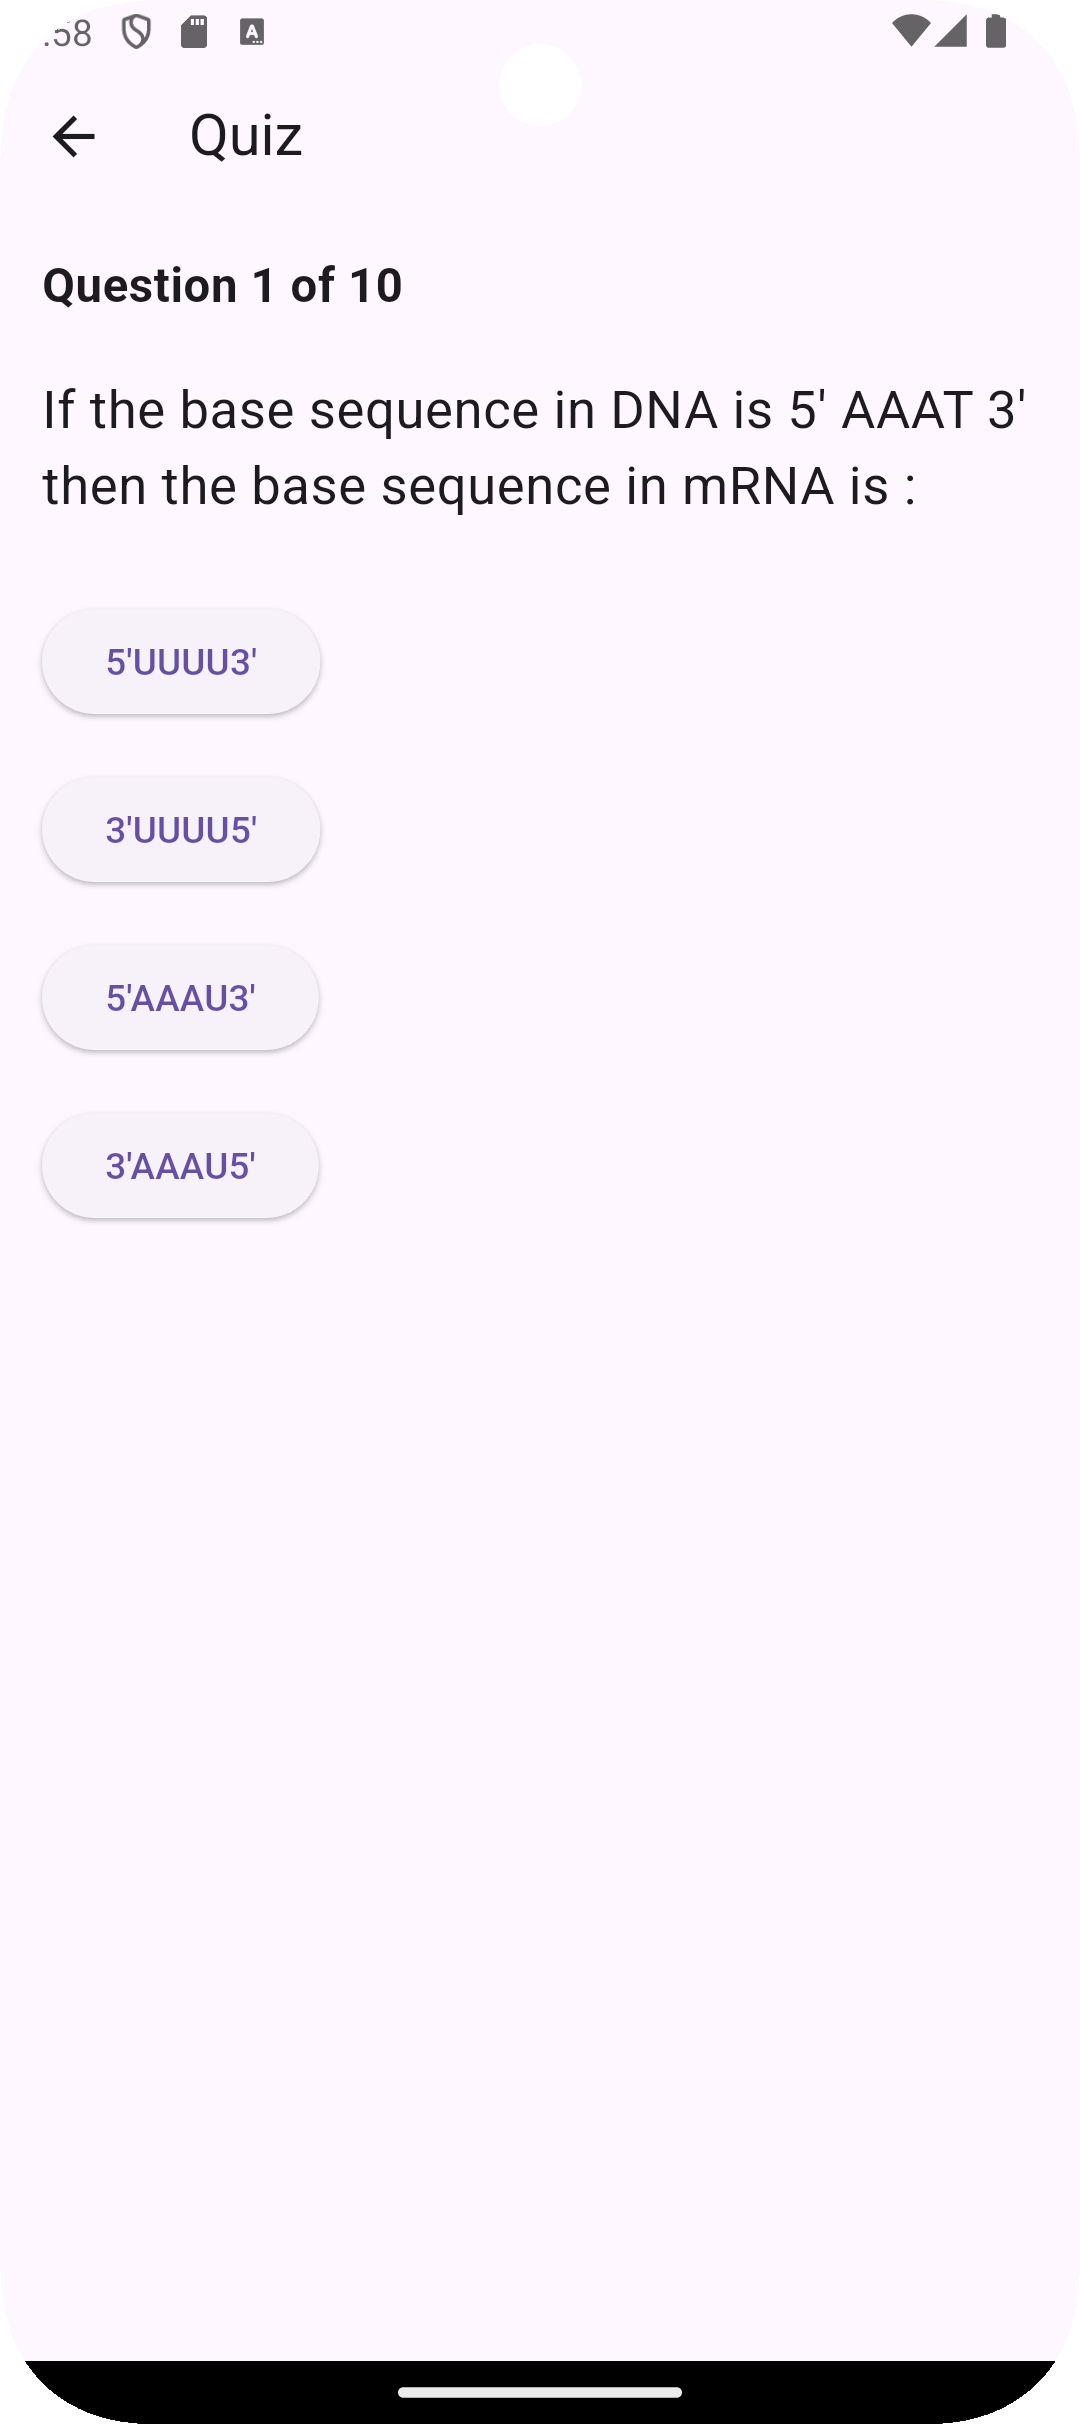 :58
Quiz
Question 1 of 10
If the base sequence in DNA is 5' AAAT 3'
then the base sequence in mRNA is :
5'UUUU3'
3'UUUU5'
5'AAAU3'
3'AAAU5'